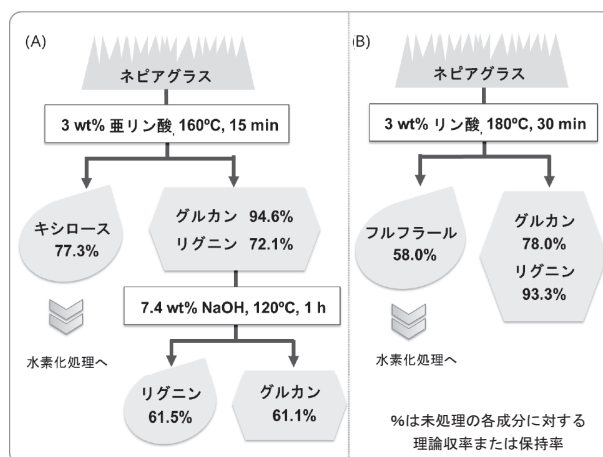 (A)
ネピアグラス
3 wt% 亜リン酸, 160ºC, 15 min
キシロース
77.3%
グルカン 94.6%
リグニン 72.1%
7.4 wt% NaOH, 120ºC, 1 h
水素化処理へ
リグニン
61.5%
グルカン
61.1%
(B)
ネピアグラス
3 wt% リン酸, 180ºC, 30 min
フルフラール
58.0%
グルカン
78.0%
リグニン
93.3%
水素化処理へ
%は未処理の各成分に対する
理論収率または保持率